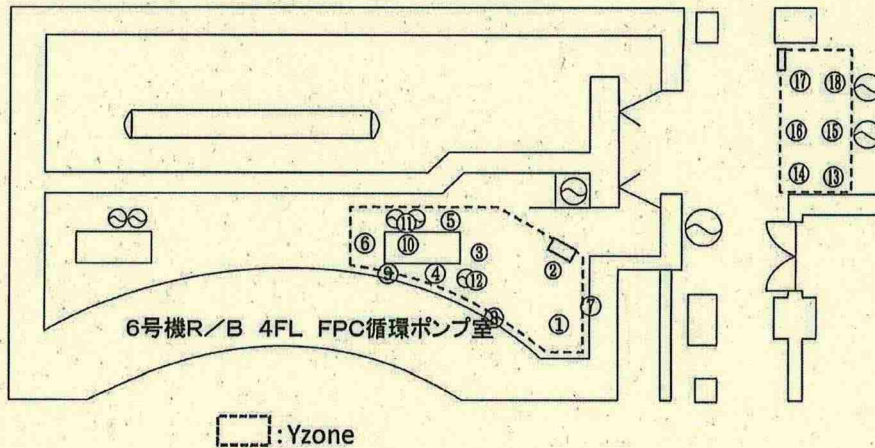 ⑰ ⑱
⑯ ⑮
⑭ ⑬
⑪ ⑤
⑥ ⑩ ③
② 
⑨ ④ ⑫
⑦
⑧ ①
6号機R/B 4FL FPC循環ポンプ室
:Yzone